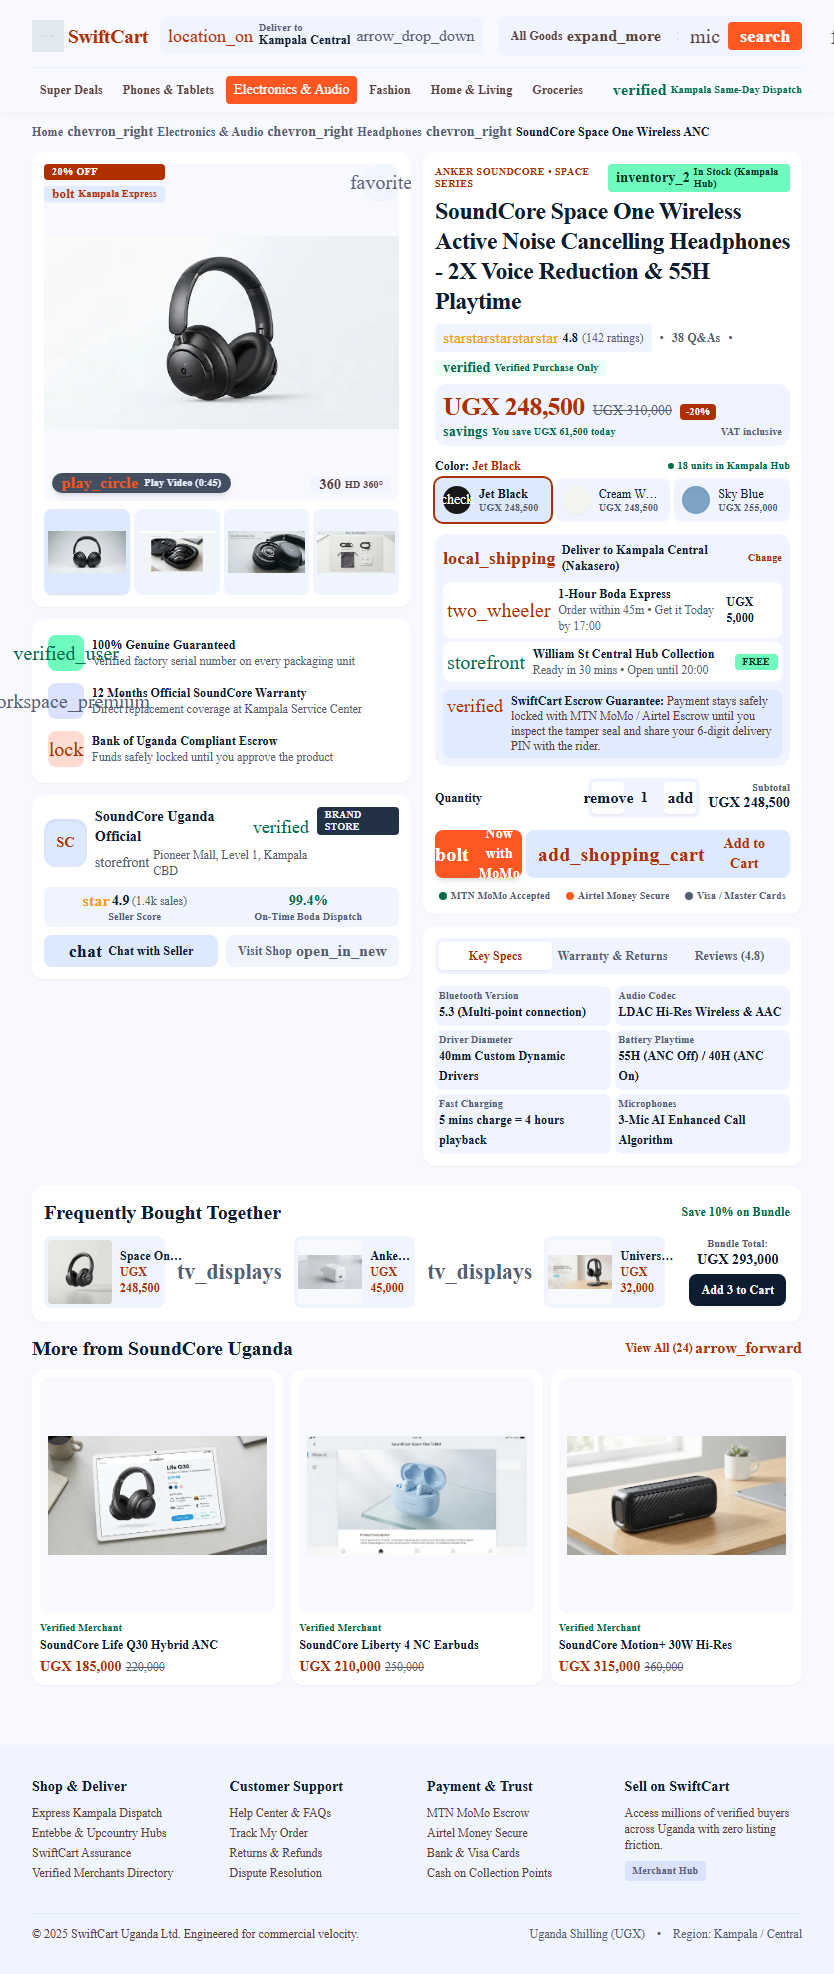 SwiftCart
location_on Deliver to Kampala Central arrow_drop_down
All Goods expand_more mic search
Super Deals Phones & Tablets Electronics & Audio Fashion Home & Living Groceries verified Kampala Same-Day Dispatch
Home chevron_right Electronics & Audio chevron_right Headphones chevron_right SoundCore Space One Wireless ANC
20% OFF
bolt Kampala Express
favorite
play_circle Play Video (0:45)
360 HD 360°
verified_user 100% Genuine Guaranteed
Verified factory serial number on every packaging unit
orkspace_premium 12 Months Official SoundCore Warranty
Direct replacement coverage at Kampala Service Center
lock Bank of Uganda Compliant Escrow
Funds safely locked until you approve the product
SC
SoundCore Uganda
Official
verified
BRAND
STORE
storefront Pioneer Mall, Level 1, Kampala
CBD
star 4.9 (1.4k sales)
Seller Score
99.4%
On-Time Boda Dispatch
chat Chat with Seller
Visit Shop open_in_new
ANKER SOUNDCORE • SPACE
SERIES
inventory_2 In Stock (Kampala
Hub)
SoundCore Space One Wireless
Active Noise Cancelling Headphones
- 2X Voice Reduction & 55H
Playtime
starstarstarstarstar 4.8 (142 ratings) • 38 Q&As •
verified Verified Purchase Only
UGX 248,500 UGX 310,000 -20%
savings You save UGX 61,500 today VAT inclusive
Color: Jet Black 18 units in Kampala Hub
check Jet Black
UGX 248,500
Cream W...
UGX 248,500
Sky Blue
UGX 255,000
local_shipping Deliver to Kampala Central
(Nakasero)
Change
two_wheeler 1-Hour Boda Express
Order within 45m • Get it Today
by 17:00
UGX
5,000
storefront William St Central Hub Collection
Ready in 30 mins • Open until 20:00
FREE
verified SwiftCart Escrow Guarantee: Payment stays safely
locked with MTN MoMo / Airtel Escrow until you
inspect the tamper seal and share your 6-digit delivery
PIN with the rider.
Quantity remove 1 add
Subtotal
UGX 248,500
bolt Now
with
MoMo
add_shopping_cart Add to
Cart
MTN MoMo Accepted Airtel Money Secure Visa / Master Cards
Key Specs Warranty & Returns Reviews (4.8)
Bluetooth Version
5.3 (Multi-point connection)
Audio Codec
LDAC Hi-Res Wireless & AAC
Driver Diameter
40mm Custom Dynamic
Drivers
Battery Playtime
55H (ANC Off) / 40H (ANC
On)
Fast Charging
5 mins charge = 4 hours
playback
Microphones
3-Mic AI Enhanced Call
Algorithm
Frequently Bought Together Save 10% on Bundle
Space On...
UGX
248,500
tv_displays
Anke...
UGX
45,000
tv_displays
Univers...
UGX
32,000
Bundle Total:
UGX 293,000
Add 3 to Cart
More from SoundCore Uganda View All (24) arrow_forward
Life Q30
Verified Merchant
SoundCore Life Q30 Hybrid ANC
UGX 185,000 220,000
Verified Merchant
SoundCore Liberty 4 NC Earbuds
UGX 210,000 250,000
Verified Merchant
SoundCore Motion+ 30W Hi-Res
UGX 315,000 360,000
Shop & Deliver
Express Kampala Dispatch
Entebbe & Upcountry Hubs
SwiftCart Assurance
Verified Merchants Directory
Customer Support
Help Center & FAQs
Track My Order
Returns & Refunds
Dispute Resolution
Payment & Trust
MTN MoMo Escrow
Airtel Money Secure
Bank & Visa Cards
Cash on Collection Points
Sell on SwiftCart
Access millions of verified buyers
across Uganda with zero listing
friction.
Merchant Hub
© 2025 SwiftCart Uganda Ltd. Engineered for commercial velocity.
Uganda Shilling (UGX) • Region: Kampala / Central